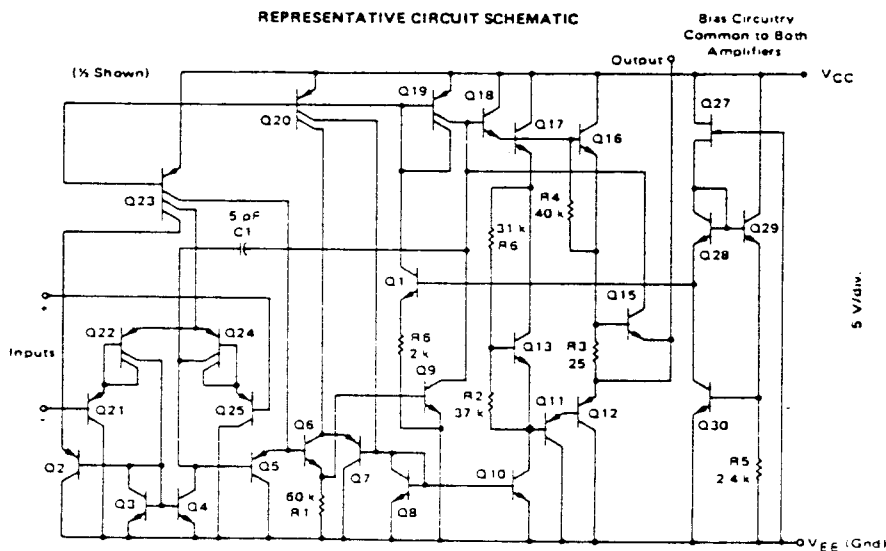 REPRESENTATIVE CIRCUIT SCHEMATIC
Bias Circuitry
Common to Both
Amplifiers
(½ Shown)
Output
VCC
Q19
Q18
Q27
Q20
Q17
Q16
Q23
5 pF
C1
R4
40 k
31 k
R6
Q28
Q29
Q1
Q15
5 V/div.
+
Q22
Q24
Inputs
R6
2 k
Q13
R3
25
Q9
R2
37 k
Q11
Q12
Q21
Q25
-
Q30
Q6
Q2
Q5
Q7
Q3
Q4
60 k
R1
Q8
Q10
R5
2.4 k
VEE (Gnd)